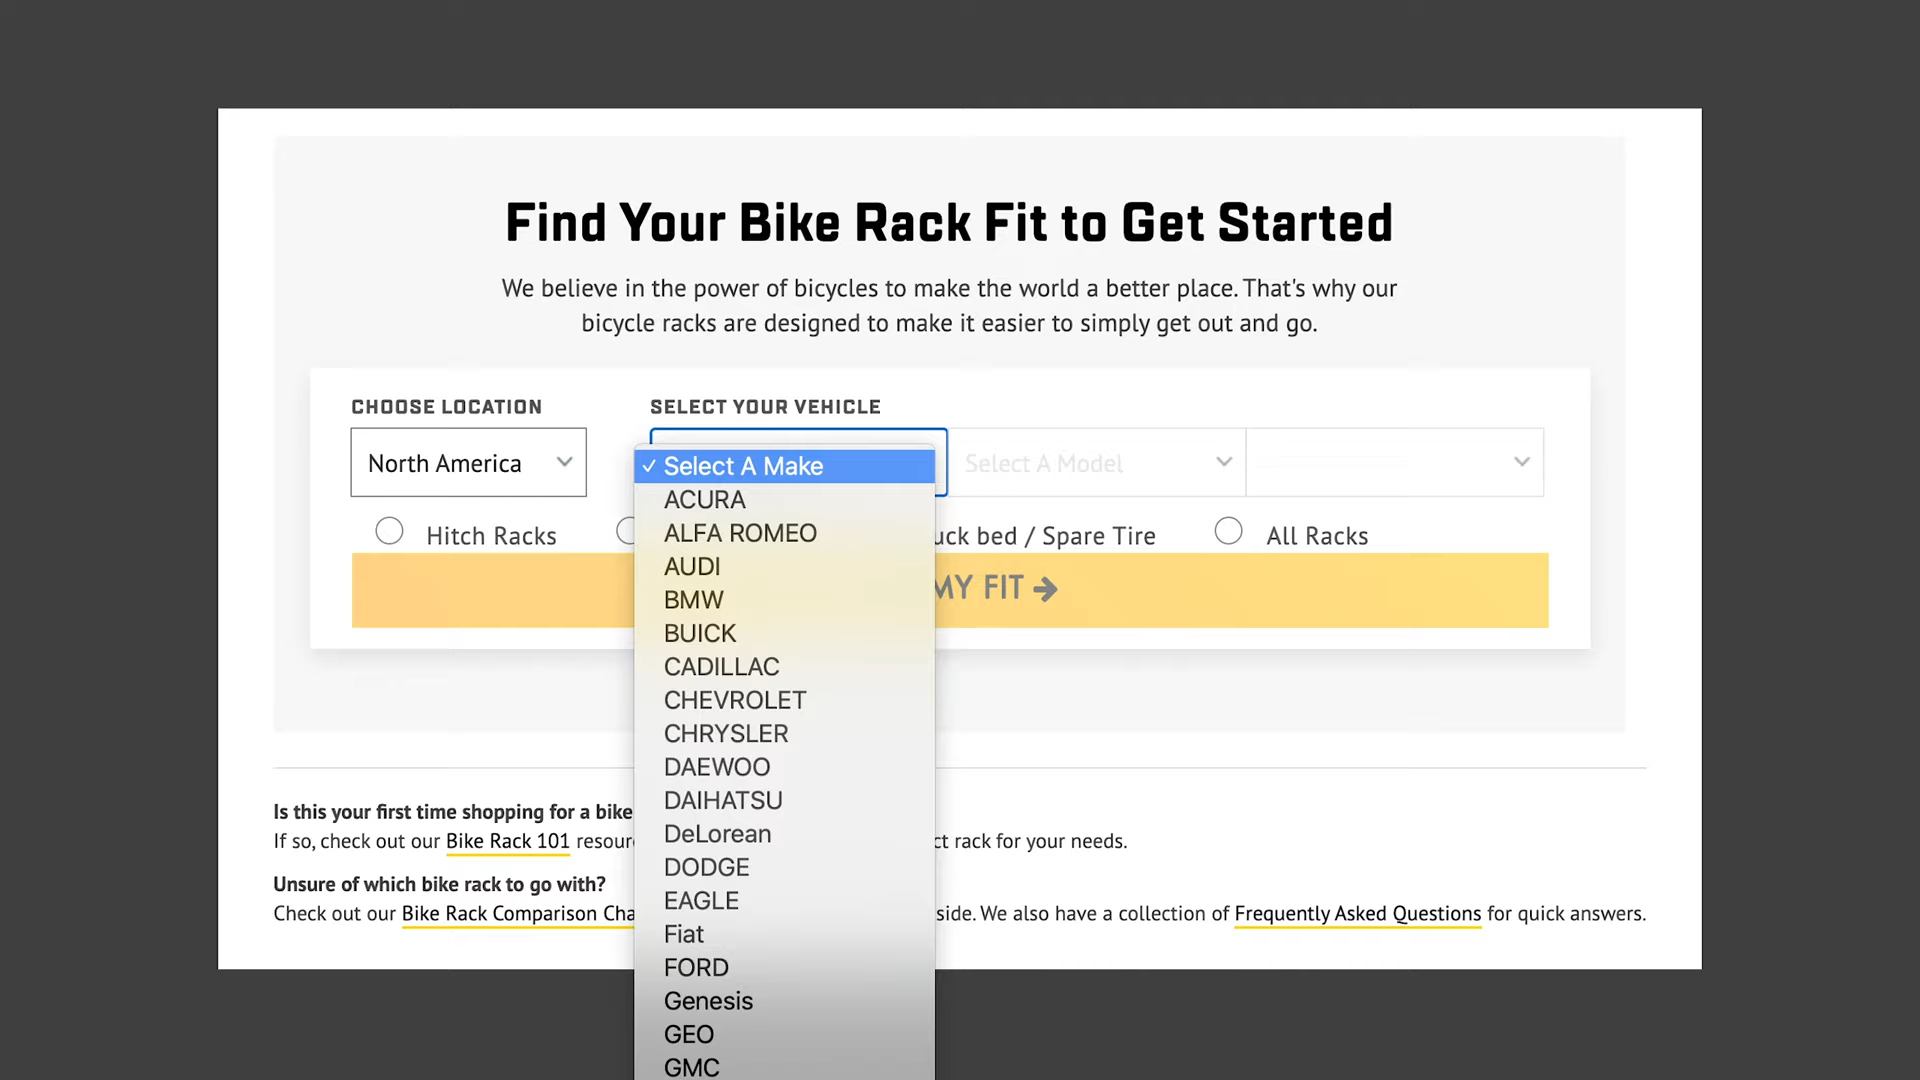 Find Your Bike Rack Fit to Get Started
We believe in the power of bicycles to make the world a better place. That's why our
bicycle racks are designed to make it easier to simply get out and go.
CHOOSE LOCATION
SELECT YOUR VEHICLE
North America
Select A Model
✓ Select A Make
ACURA
ALFA ROMEO
AUDI
BMW
BUICK
CADILLAC
CHEVROLET
CHRYSLER
DAEWOO
DAIHATSU
DeLorean
DODGE
EAGLE
Fiat
FORD
Genesis
GEO
GMC
Hitch Racks
bed / Spare Tire
All Racks
MY FIT →
Is this your first time shopping for a bike
If so, check out our Bike Rack 101
rack for your needs.
Unsure of which bike rack to go with?
Check out our Bike Rack Comparison
side. We also have a collection of Frequently Asked Questions for quick answers.